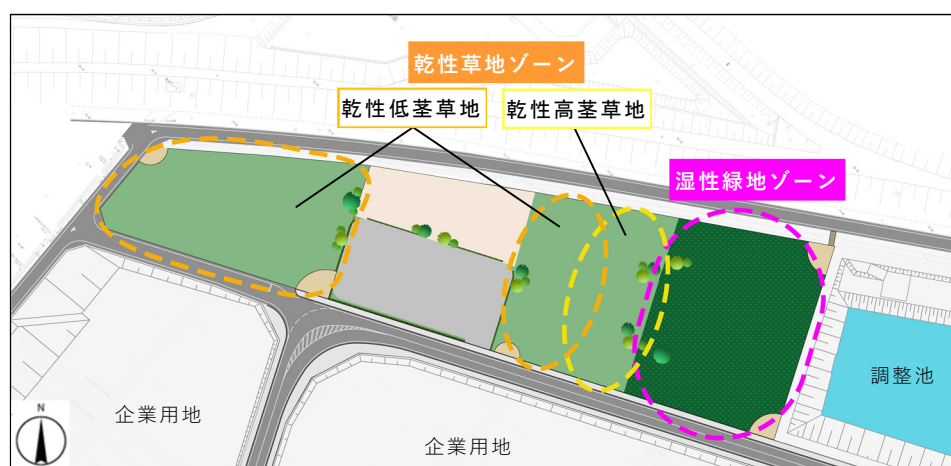 乾性草地ゾーン
乾性低茎草地
乾性高茎草地
湿性緑地ゾーン
調整池
企業用地
企業用地
N